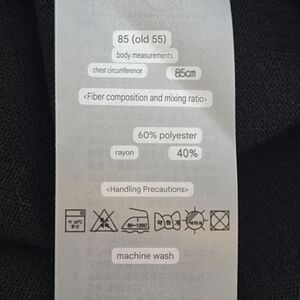 85 (old 55)
body measurements
chest circumference 85cm
<Fiber composition and mixing ratio>
60% polyester
rayon 40%
<Handling Precautions>
machine wash